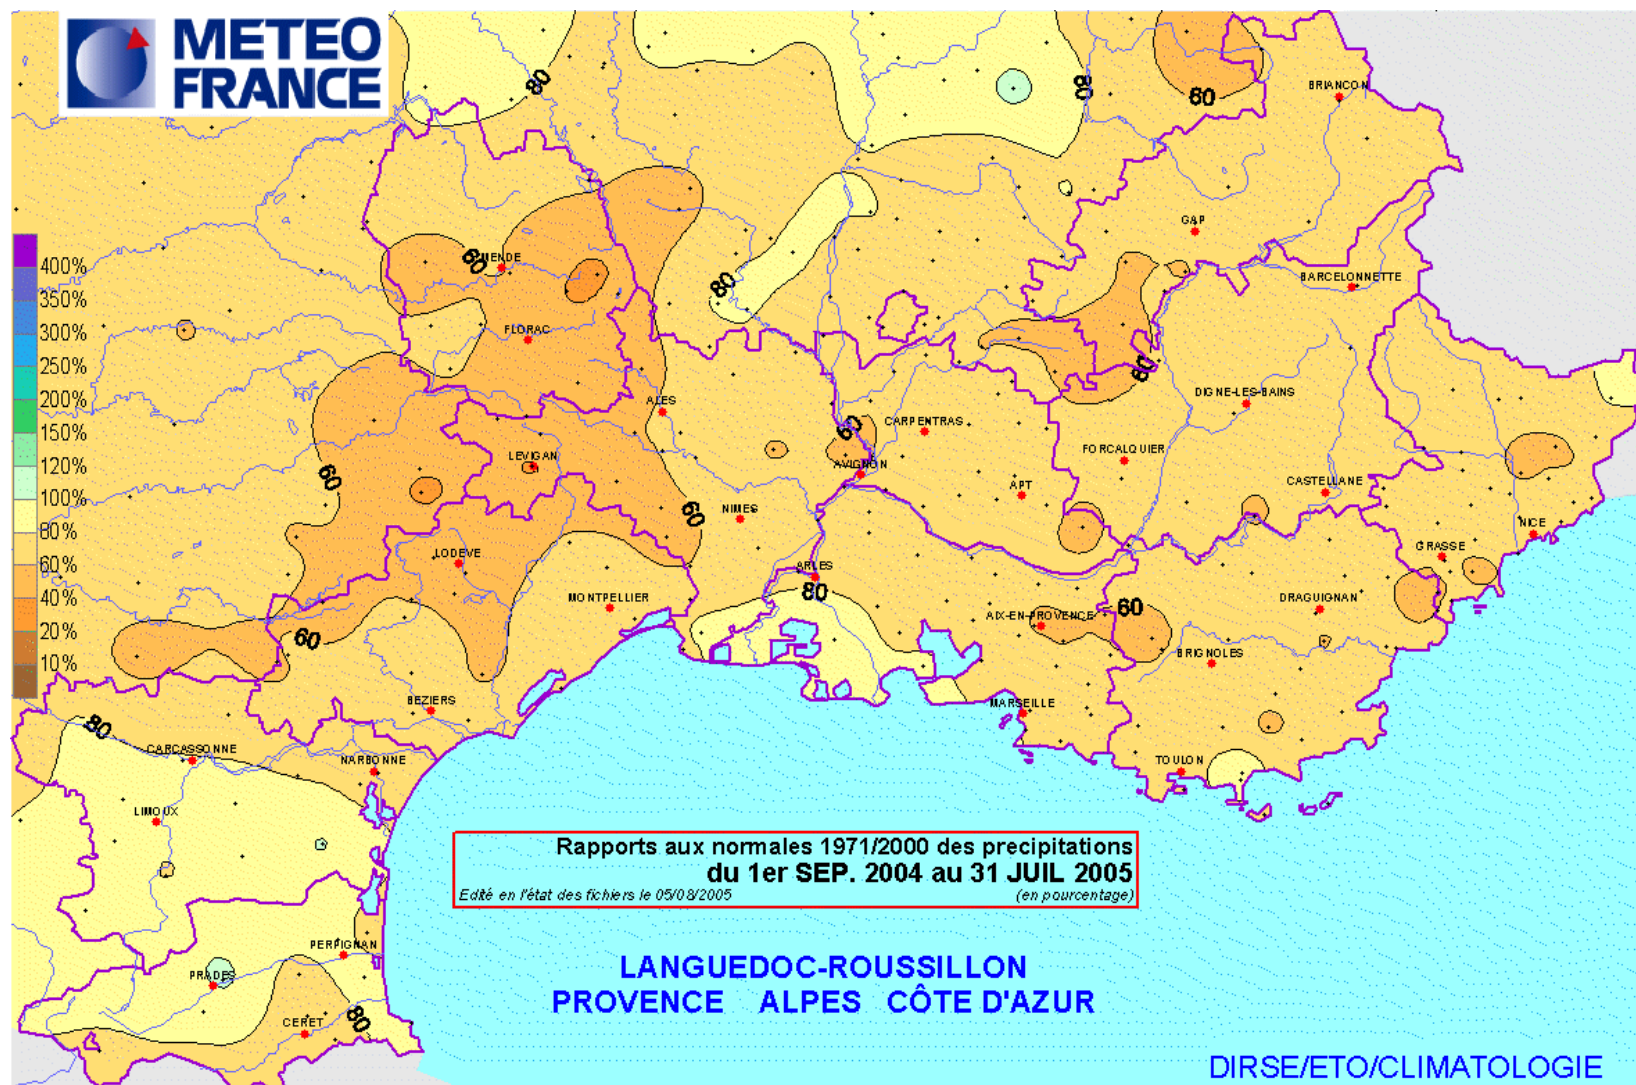 METEO
FRANCE
80
80
60
BRIANCON
GAP
60
MENDE
400%
350%
300%
250%
200%
150%
120%
100%
80%
60%
40%
20%
10%
80
BARCELONNETTE
FLORAC
60
DIGNE-LES-BAINS
ALES
CARPENTRAS
60
FORCALQUIER
LEVIGAN
AVIGNON
60
APT
CASTELLANE
NIMES
60
NICE
LODEVE
GRASSE
ARLES
80
MONTPELLIER
DRAGUIGNAN
60
AIX-EN-PROVENCE
60
BRIGNOLES
BEZIERS
MARSEILLE
80
CARCASSONNE
NARBONNE
TOULON
LIMOUX
Rapports aux normales 1971/2000 des precipitations
du 1er SEP. 2004 au 31 JUIL 2005
Edité en l'état des fichiers le 05/08/2005 (en pourcentage)
PERPIGNAN
PRADES
LANGUEDOC-ROUSSILLON
PROVENCE ALPES CÔTE D'AZUR
CERET
80
DIRSE/ETO/CLIMATOLOGIE